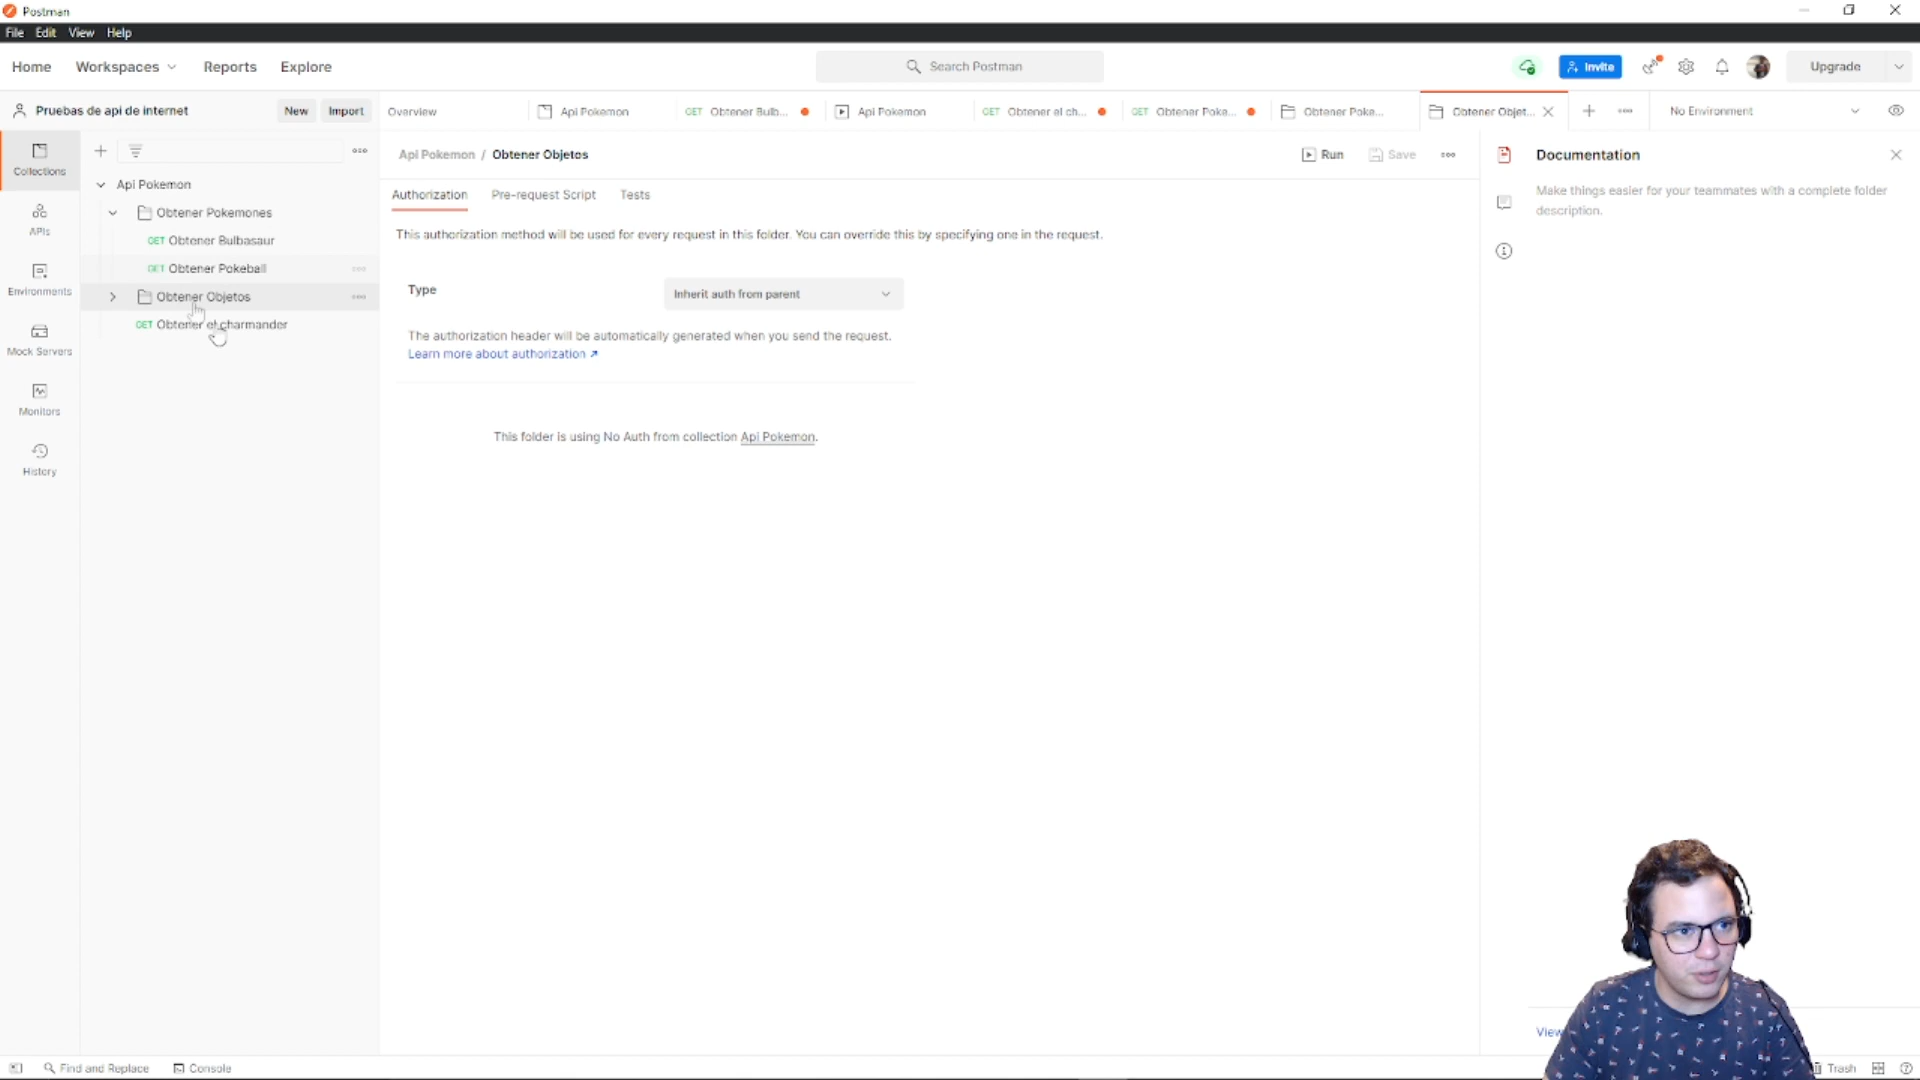 Postman
File Edit View Help
Home Workspaces Reports Explore Search Postman Invite Upgrade
Pruebas de api de internet New Import Overview Api Pokemon GET Obtener Bulb... Api Pokemon GET Obtener el ch... GET Obtener Poke... Obtener Poke... Obtener Objet... No Environment
Collections
APIs
Environments
Mock Servers
Monitors
History
Api Pokemon
Obtener Pokemones
GET Obtener Bulbasaur
GET Obtener Pokeball
Obtener Objetos
GET Obtener el charmander
Api Pokemon / Obtener Objetos Run Save
Authorization Pre-request Script Tests
This authorization method will be used for every request in this folder. You can override this by specifying one in the request.
Type Inherit auth from parent
The authorization header will be automatically generated when you send the request.
Learn more about authorization ↗
This folder is using No Auth from collection Api Pokemon.
Documentation
Make things easier for your teammates with a complete folder
description.
View
Find and Replace Console Trash